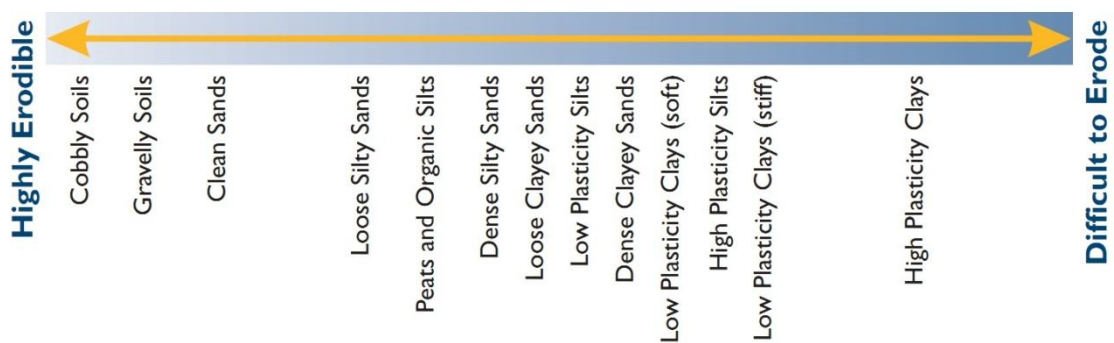 Highly Erodible
Cobbly Soils
Gravelly Soils
Clean Sands
Loose Silty Sands
Peats and Organic Silts
Dense Silty Sands
Loose Clayey Sands
Low Plasticity Silts
Dense Clayey Sands
Low Plasticity Clays (soft)
High Plasticity Silts
Low Plasticity Clays (stiff)
High Plasticity Clays
Difficult to Erode